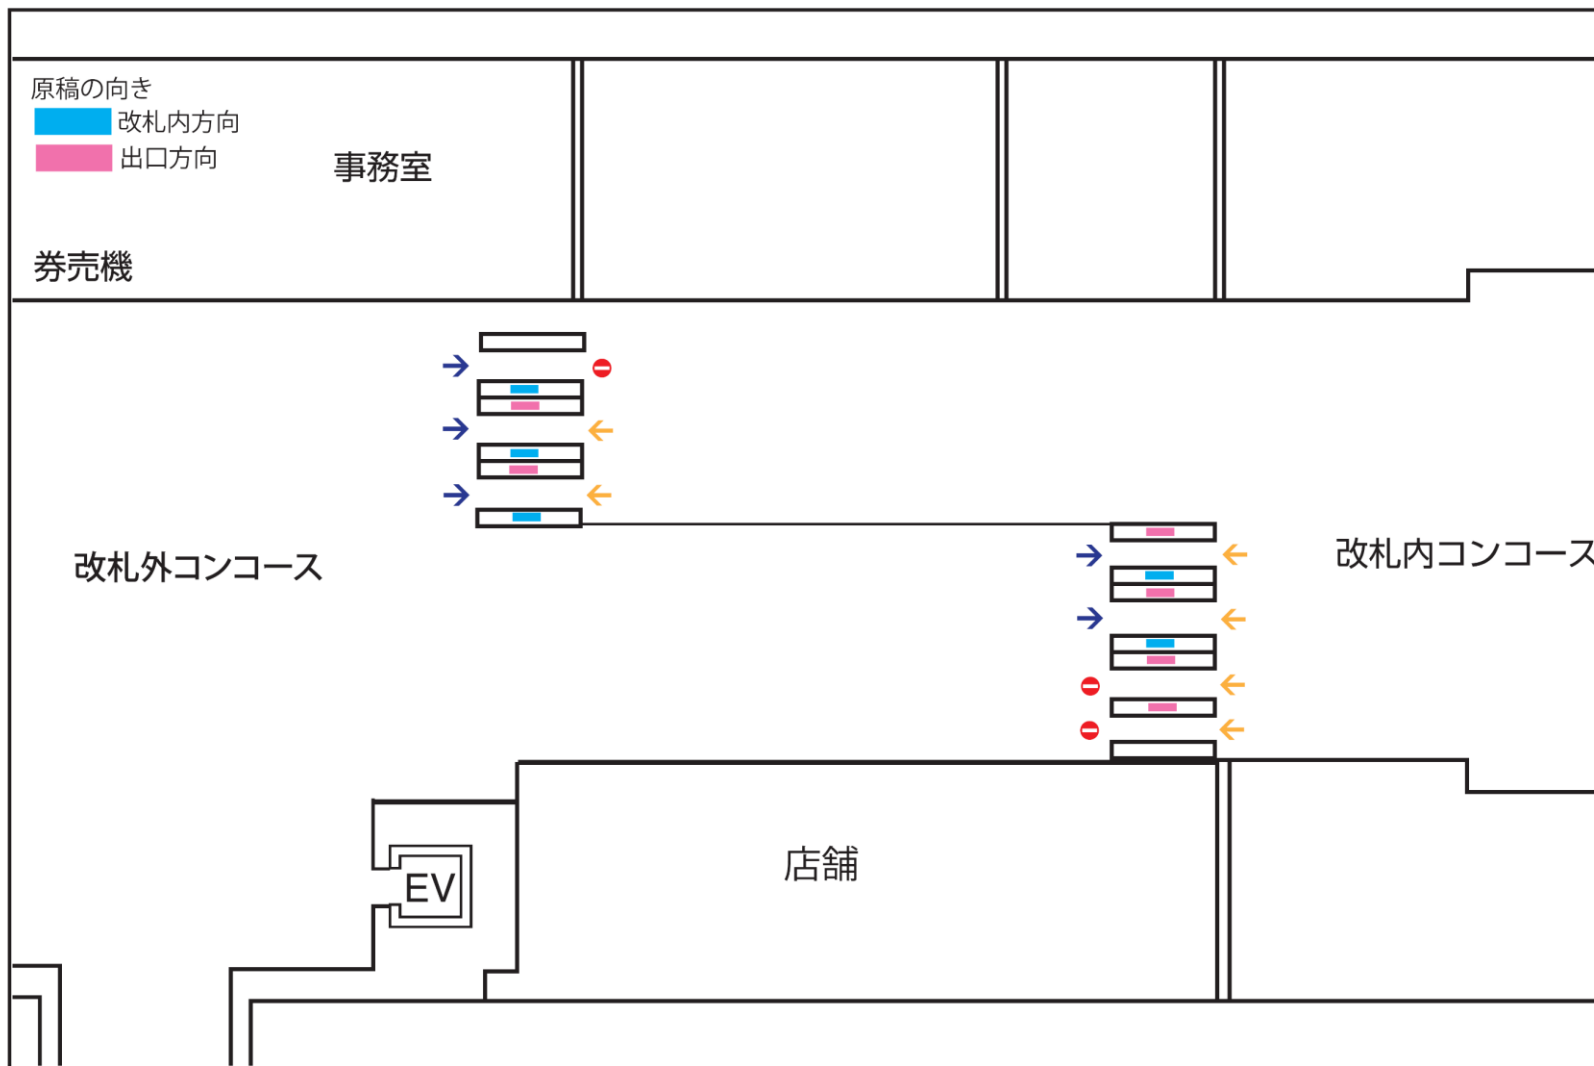 原稿の向き
改札内方向
出口方向
事務室
券売機
改札外コンコース
改札内コンコース
店舗
EV